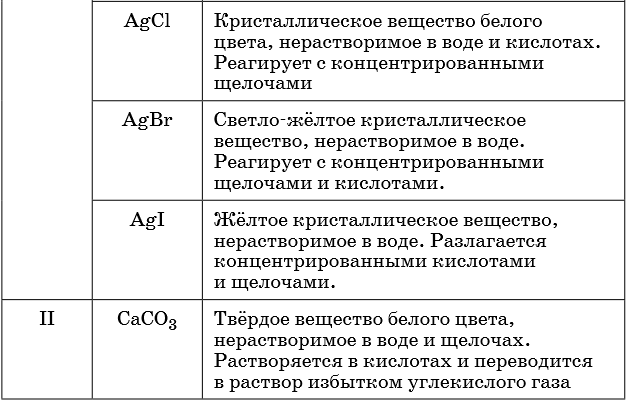 AgCl
Кристаллическое вещество белого
цвета, нерастворимое в воде и кислотах.
Реагирует с концентрированными
щелочами
AgBr
Светло-жёлтое кристаллическое
вещество, нерастворимое в воде.
Реагирует с концентрированными
щелочами и кислотами.
AgI
Жёлтое кристаллическое вещество,
нерастворимое в воде. Разлагается
концентрированными кислотами
и щелочами.
II
CaCO₃
Твёрдое вещество белого цвета,
нерастворимое в воде и щелочах.
Растворяется в кислотах и переводится
в раствор избытком углекислого газа